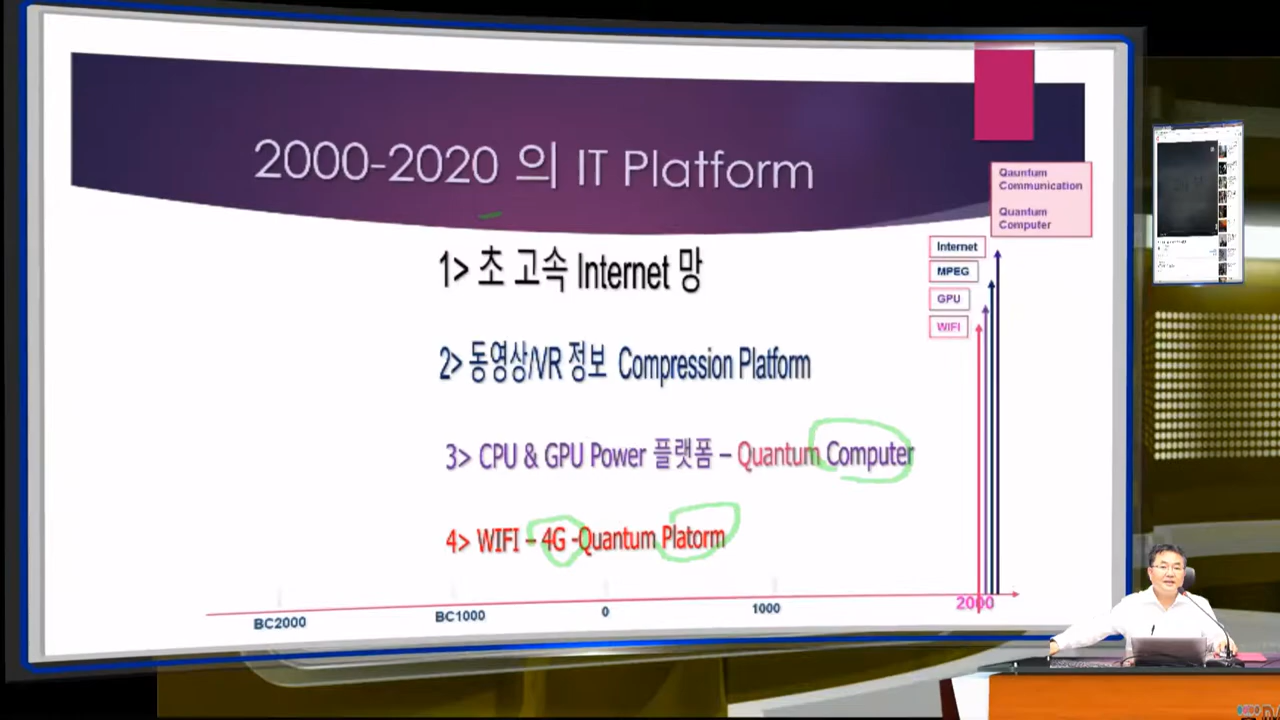 2000-2020 의 IT Platform
Qauntum
Communication
Quantum
Computer
1> 초 고속 Internet 망
Internet
MPEG
GPU
WIFI
2> 동영상/VR 정보 Compression Platform
3> CPU & GPU Power 플랫폼 – Quantum Computer
4> WIFI – 4G -Quantum Platorm
BC2000
BC1000
0
1000
2000